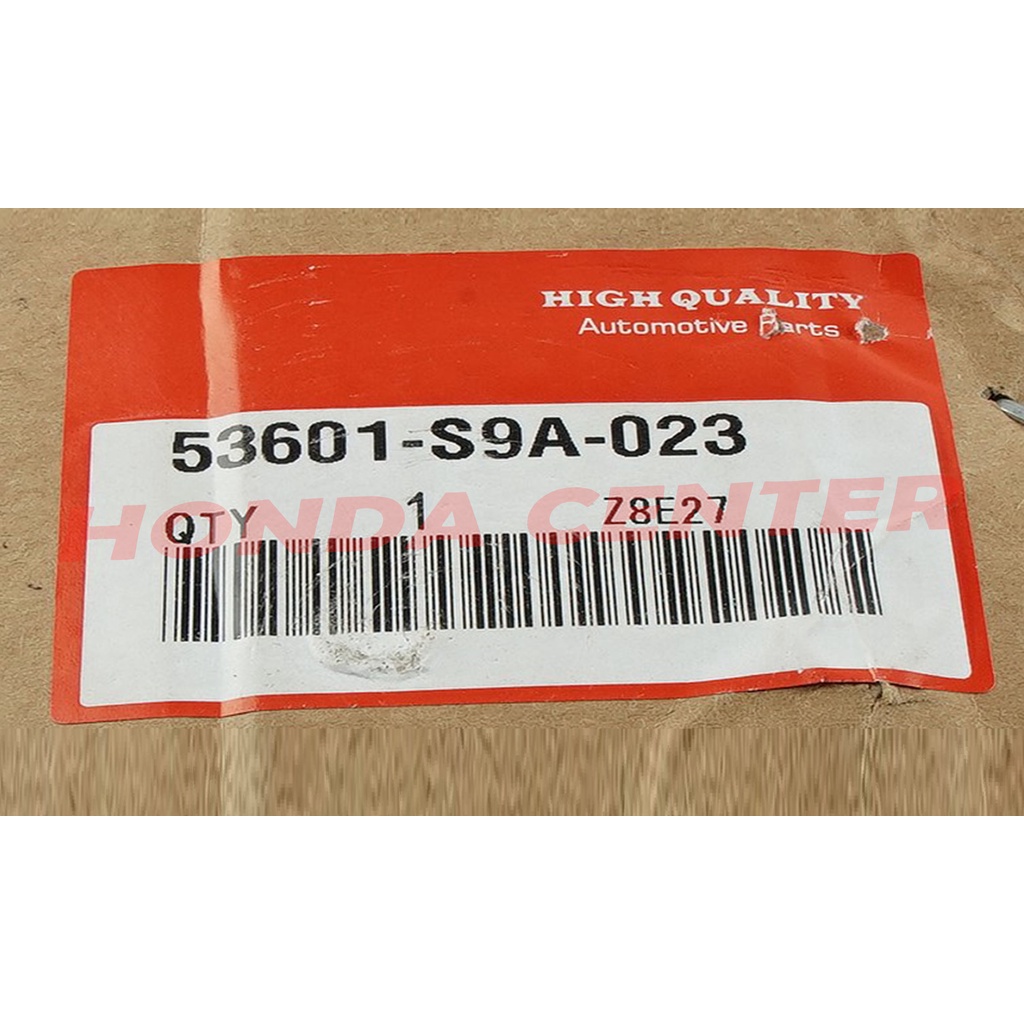 HIGH QUALITY
Automotive Parts
53601-S9A-023
HONDA CENTER
QTY 1 Z8E27